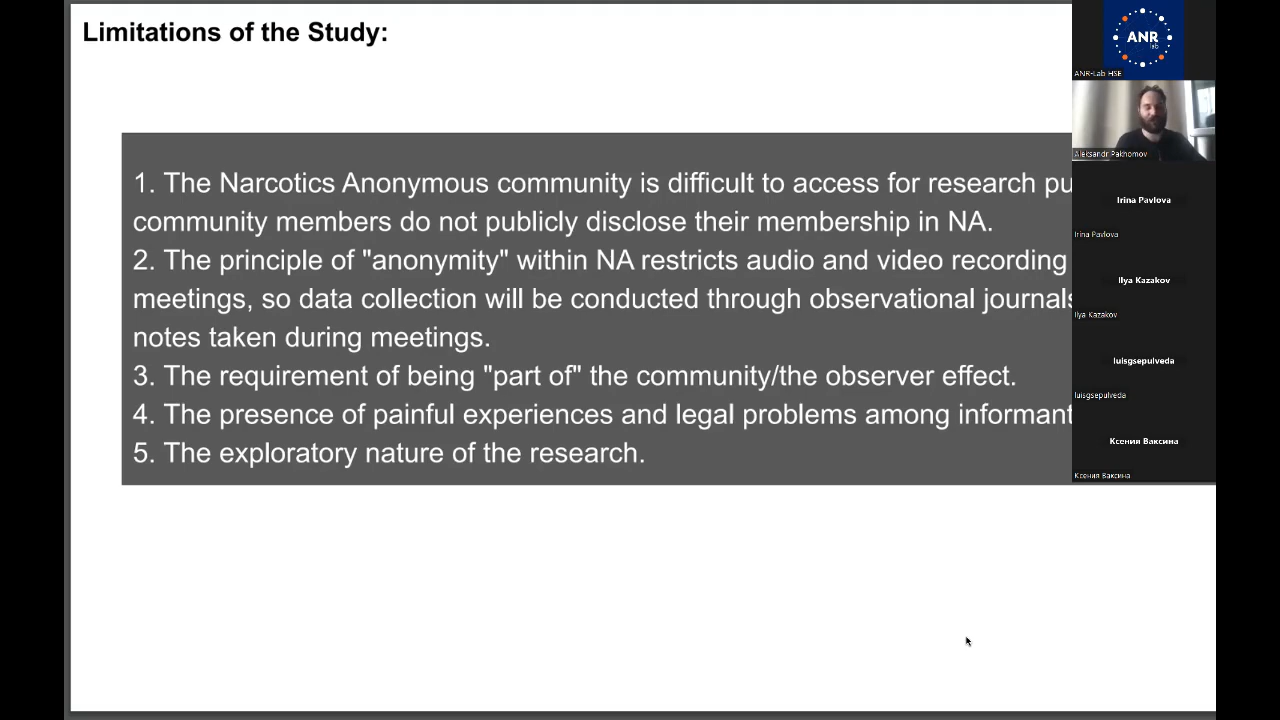 Limitations of the Study:
1. The Narcotics Anonymous community is difficult to access for research
community members do not publicly disclose their membership in NA.
2. The principle of "anonymity" within NA restricts audio and video recording
meetings, so data collection will be conducted through observational journals
notes taken during meetings.
3. The requirement of being "part of" the community/the observer effect.
4. The presence of painful experiences and legal problems among informant
5. The exploratory nature of the research.
ANR
lab
ANR-Lab HSE
Aleksandr Pakhomov
Irina Pavlova
Irina Pavlova
Ilya Kazakov
Ilya Kazakov
luisgsepulveda
luisgsepulveda
Ксения Ваксина
Ксения Ваксина